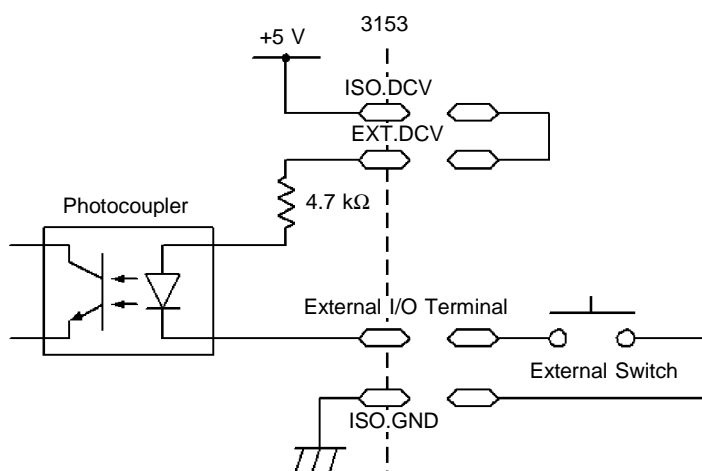 3153
+5 V
ISO.DCV
EXT.DCV
4.7 kΩ
Photocoupler
External I/O Terminal
External Switch
ISO.GND